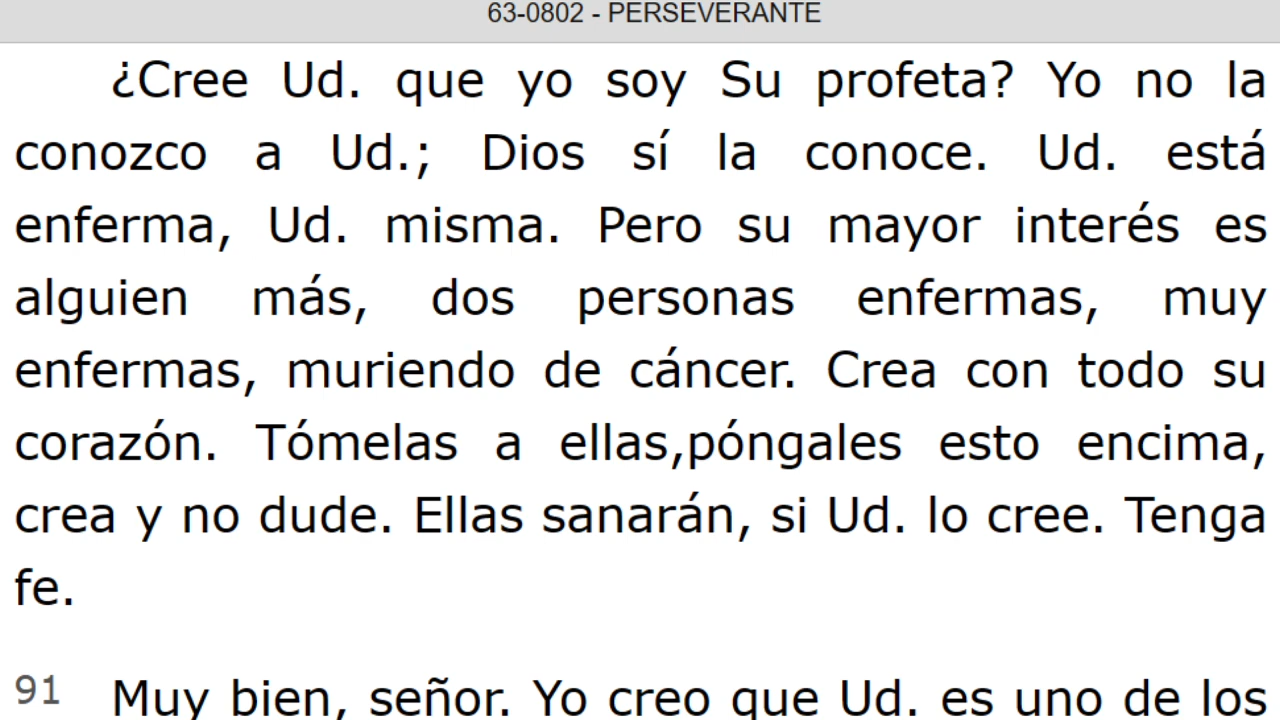 63-0802 - PERSEVERANTE
¿Cree Ud. que yo soy Su profeta? Yo no la
conozco a Ud.; Dios sí la conoce. Ud. está
enferma, Ud. misma. Pero su mayor interés es
alguien más, dos personas enfermas, muy
enfermas, muriendo de cáncer. Crea con todo su
corazón. Tómelas a ellas,póngales esto encima,
crea y no dude. Ellas sanarán, si Ud. lo cree. Tenga
fe.
91 Muy bien, señor. Yo creo que Ud. es uno de los